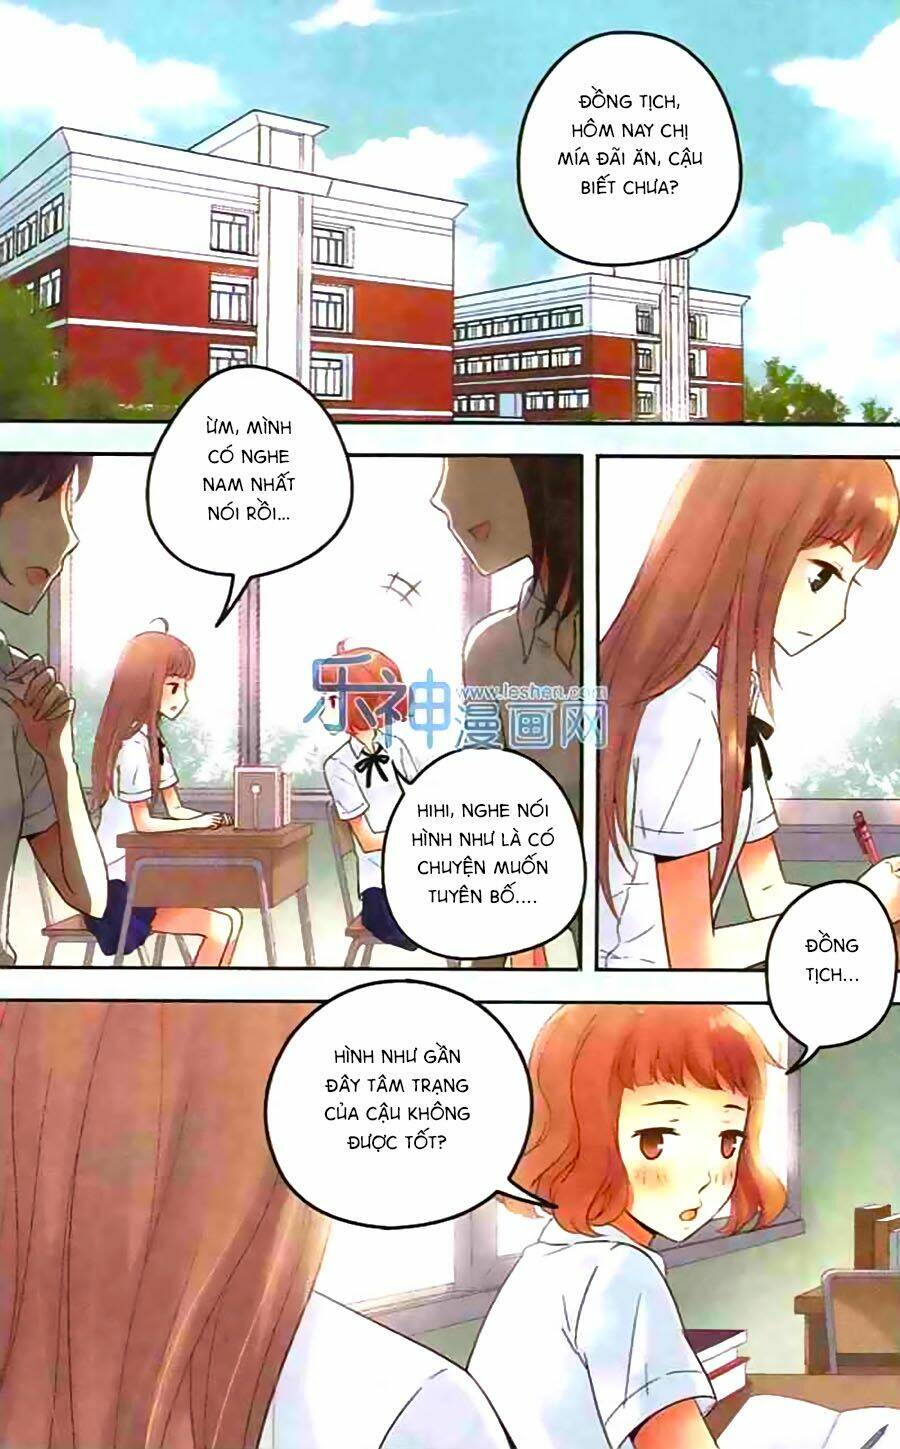 ĐỒNG TỊCH,
HÔM NAY CHỊ
MÍA ĐÃI ĂN, CẬU
BIẾT CHƯA?
ỪM, MÌNH
CÓ NGHE
NAM NHẤT
NÓI RỒI...
乐神 www.leshen.com
漫画网
HIHI, NGHE NÓI
HÌNH NHƯ LÀ CÓ
CHUYỆN MUỐN
TUYÊN BỐ....
ĐỒNG
TỊCH...
HÌNH NHƯ GẦN
ĐÂY TÂM TRẠNG
CỦA CẬU KHÔNG
ĐƯỢC TỐT?